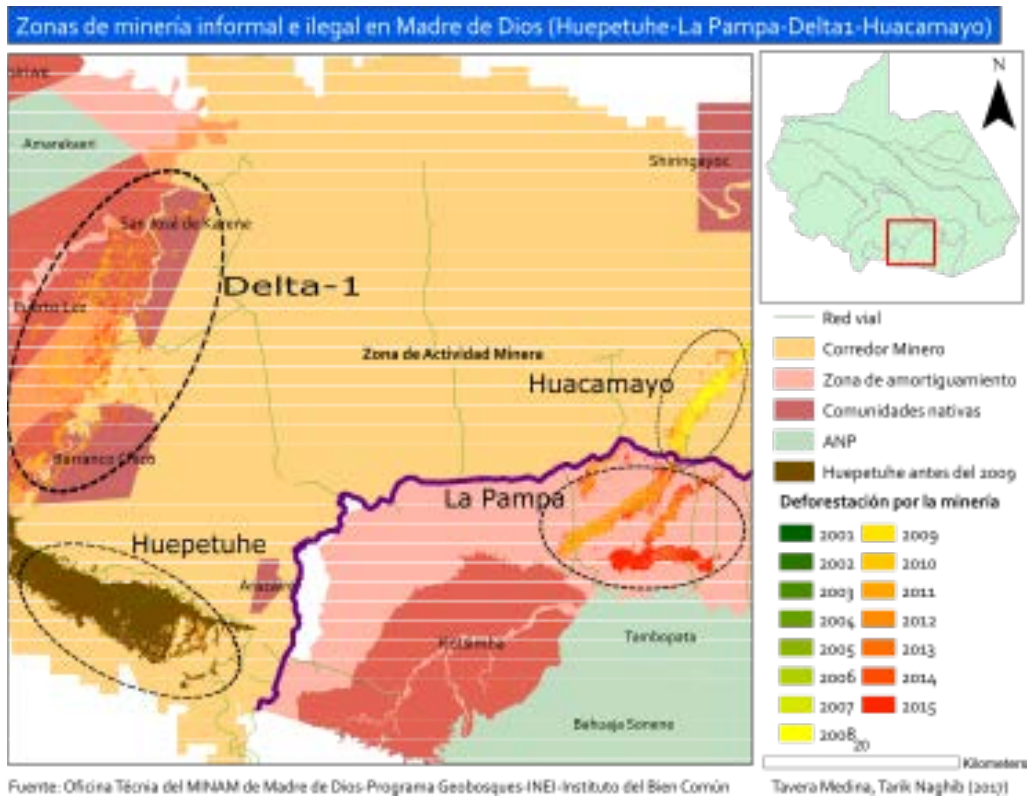 Zonas de minería informal e ilegal en Madre de Dios (Huepetuhe-La Pampa-Delta1-Huacamayo)
Amarakaeri
Shiringayoc
San José de Karene
Delta-1
Puerto Luz
Zona de Actividad Minera
Huacamayo
Barranco Chico
La Pampa
Huepetuhe
Kotsimba
Tambopata
Bahuaja Sonene
N
Red vial
Corredor Minero
Zona de amortiguamiento
Comunidades nativas
ANP
Huepetuhe antes del 2009
Deforestación por la minería
2001 2009
2002 2010
2003 2011
2004 2012
2005 2013
2006 2014
2007 2015
2008
20
Kilometers
Fuente: Oficina Técnia del MINAM de Madre de Dios-Programa Geobosques-INEI-Instituto del Bien Común
Tavera Medina, Tarik Naghib (2017)